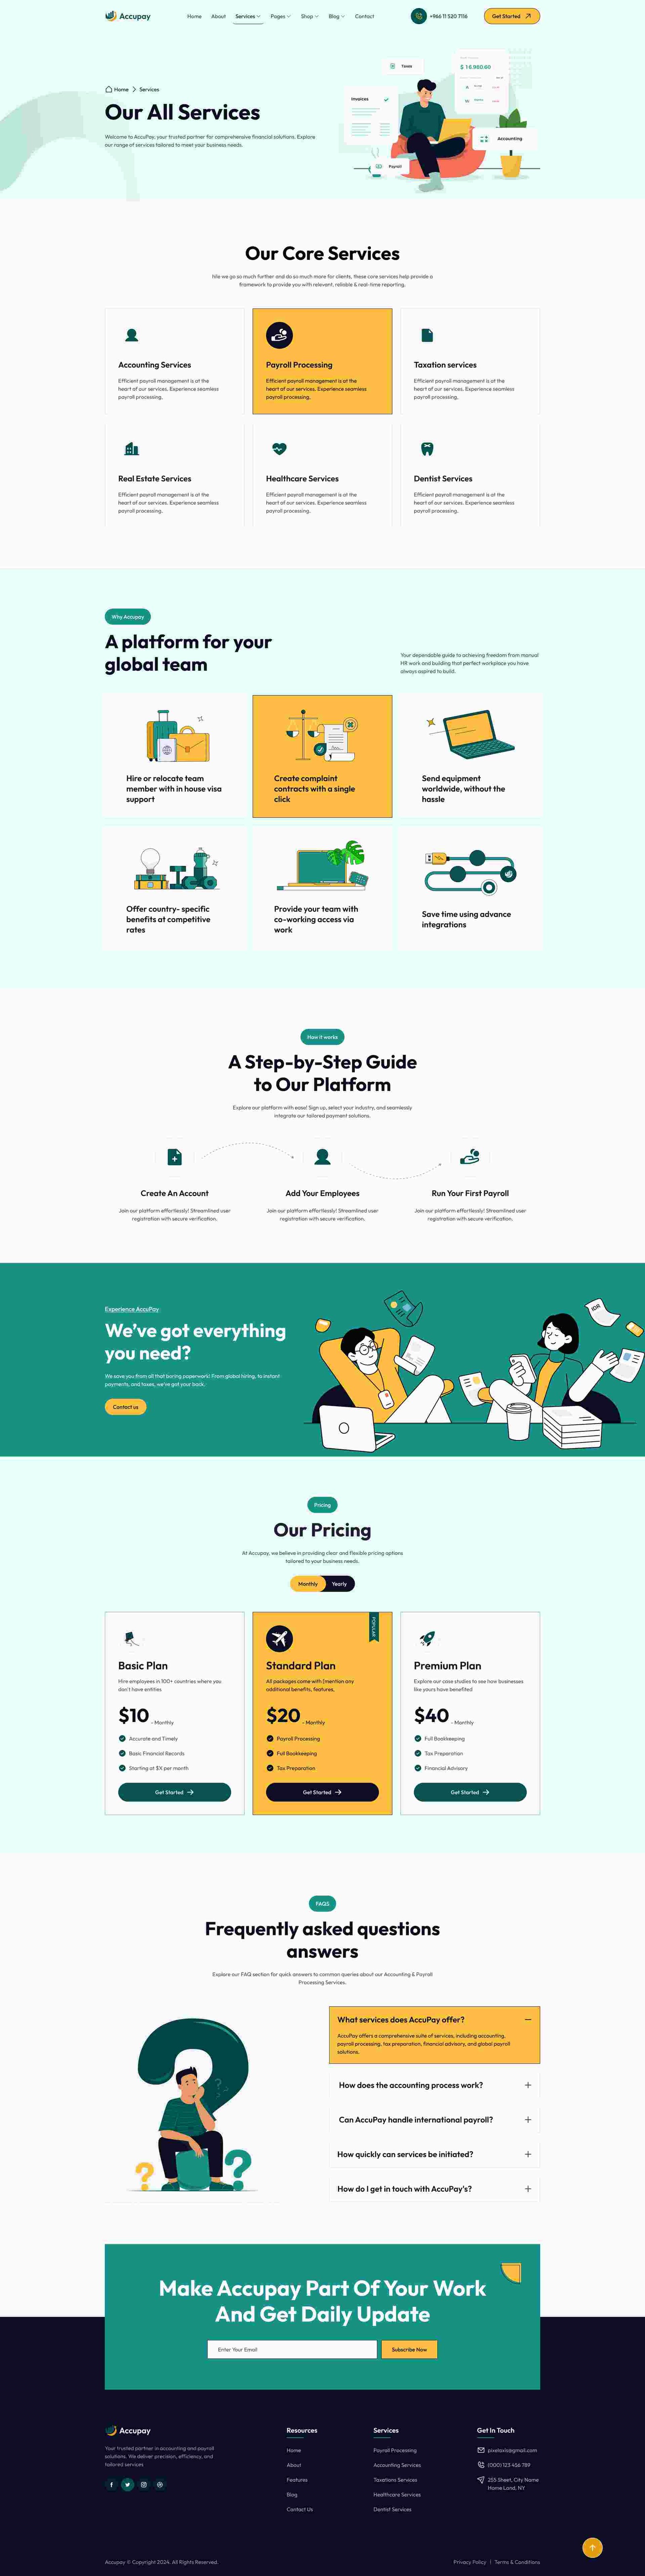 Accupay
Home About Services Pages Shop Blog Contact
+966 11 520 7116
Get Started
Home > Services
Our All Services
Welcome to AccuPay, your trusted partner for comprehensive financial solutions. Explore
our range of services tailored to meet your business needs.
Taxes
Invoices
$ 16.980.60
Accounting
Payroll
Our Core Services
hile we go so much further and do so much more for clients, these core services help provide a
framework to provide you with relevant, reliable & real-time reporting.
Accounting Services
Efficient payroll management is at the
heart of our services. Experience seamless
payroll processing,
Payroll Processing
Efficient payroll management is at the
heart of our services. Experience seamless
payroll processing,
Taxation services
Efficient payroll management is at the
heart of our services. Experience seamless
payroll processing,
Real Estate Services
Efficient payroll management is at the
heart of our services. Experience seamless
payroll processing,
Healthcare Services
Efficient payroll management is at the
heart of our services. Experience seamless
payroll processing,
Dentist Services
Efficient payroll management is at the
heart of our services. Experience seamless
payroll processing,
Why Accupay
A platform for your
global team
Your dependable guide to achieving freedom from manual
HR work and building that perfect workplace you have
always aspired to build.
Hire or relocate team
member with in house visa
support
Create complaint
contracts with a single
click
Send equipment
worldwide, without the
hassle
Offer country- specific
benefits at competitive
rates
Provide your team with
co-working access via
work
Save time using advance
integrations
How it works
A Step-by-Step Guide
to Our Platform
Explore our platform with ease! Sign up, select your industry, and seamlessly
integrate our tailored payment solutions.
Create An Account
Join our platform effortlessly! Streamlined user
registration with secure verification.
Add Your Employees
Join our platform effortlessly! Streamlined user
registration with secure verification.
Run Your First Payroll
Join our platform effortlessly! Streamlined user
registration with secure verification.
Experience AccuPay
We've got everything
you need?
We save you from all that boring paperwork! From global hiring, to instant
payments, and taxes, we've got your back.
Contact us
IDR
Pricing
Our Pricing
At Accupay, we believe in providing clear and flexible pricing options
tailored to your business needs.
Monthly Yearly
Basic Plan
Hire employees in 100+ countries where you
don't have entities
$10 - Monthly
Accurate and Timely
Basic Financial Records
Starting at $X per month
Get Started
POPULAR
Standard Plan
All packages come with [mention any
additional benefits, features,
$20 - Monthly
Payroll Processing
Full Bookkeeping
Tax Preparation
Get Started
Premium Plan
Explore our case studies to see how businesses
like yours have benefited
$40 - Monthly
Full Bookkeeping
Tax Preparation
Financial Advisory
Get Started
FAQS
Frequently asked questions
answers
Explore our FAQ section for quick answers to common queries about our Accounting & Payroll
Processing Services.
What services does AccuPay offer?
AccuPay offers a comprehensive suite of services, including accounting,
payroll processing, tax preparation, financial advisory, and global payroll
solutions.
How does the accounting process work?
Can AccuPay handle international payroll?
How quickly can services be initiated?
How do I get in touch with AccuPay's?
Make Accupay Part Of Your Work
And Get Daily Update
Enter Your Email
Subscribe Now
Accupay
Your trusted partner in accounting and payroll
solutions. We deliver precision, efficiency, and
tailored services
Resources
Home
About
Features
Blog
Contact Us
Services
Payroll Processing
Accounting Services
Taxations Services
Healthcare Services
Dentist Services
Get In Touch
pixelaxis@gmail.com
(000) 123 456 789
255 Sheet, City Name
Home Land, NY
Accupay © Copyright 2024. All Rights Reserved.
Privacy Policy | Terms & Conditions